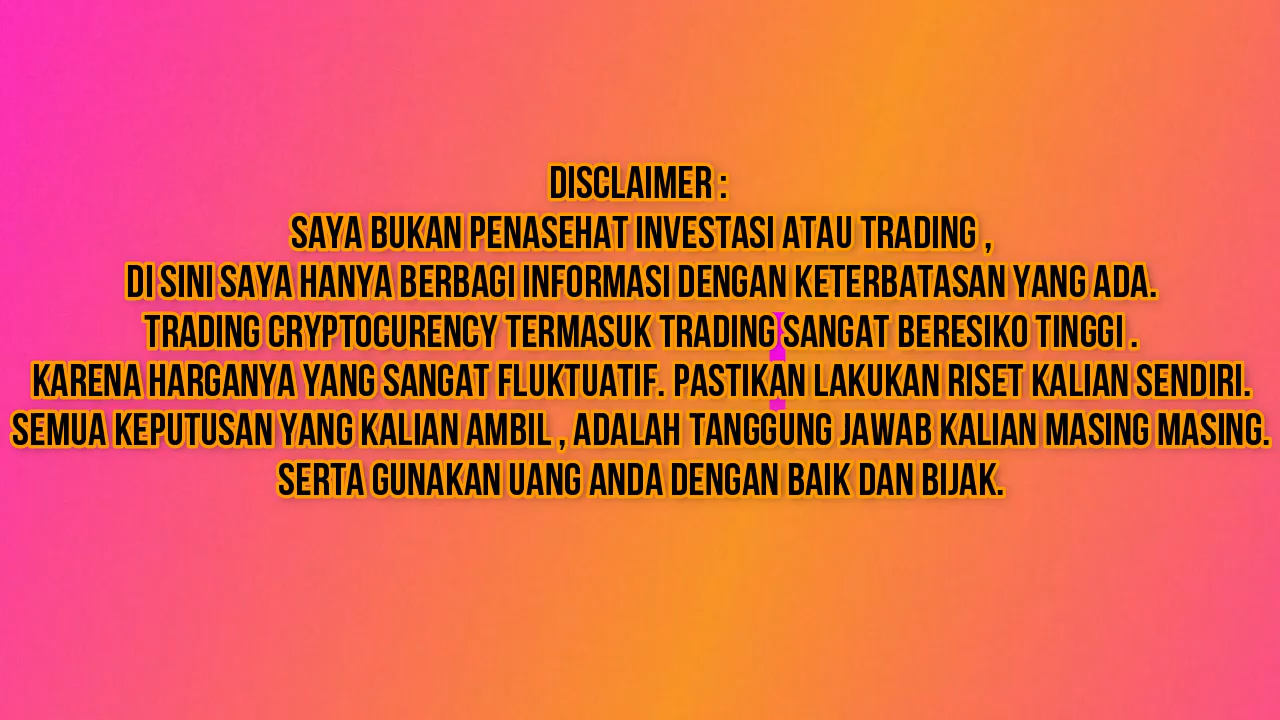 DISCLAIMER :
SAYA BUKAN PENASEHAT INVESTASI ATAU TRADING ,
DI SINI SAYA HANYA BERBAGI INFORMASI DENGAN KETERBATASAN YANG ADA.
TRADING CRYPTOCURENCY TERMASUK TRADING SANGAT BERESIKO TINGGI .
KARENA HARGANYA YANG SANGAT FLUKTUATIF. PASTIKAN LAKUKAN RISET KALIAN SENDIRI.
SEMUA KEPUTUSAN YANG KALIAN AMBIL , ADALAH TANGGUNG JAWAB KALIAN MASING MASING.
SERTA GUNAKAN UANG ANDA DENGAN BAIK DAN BIJAK.